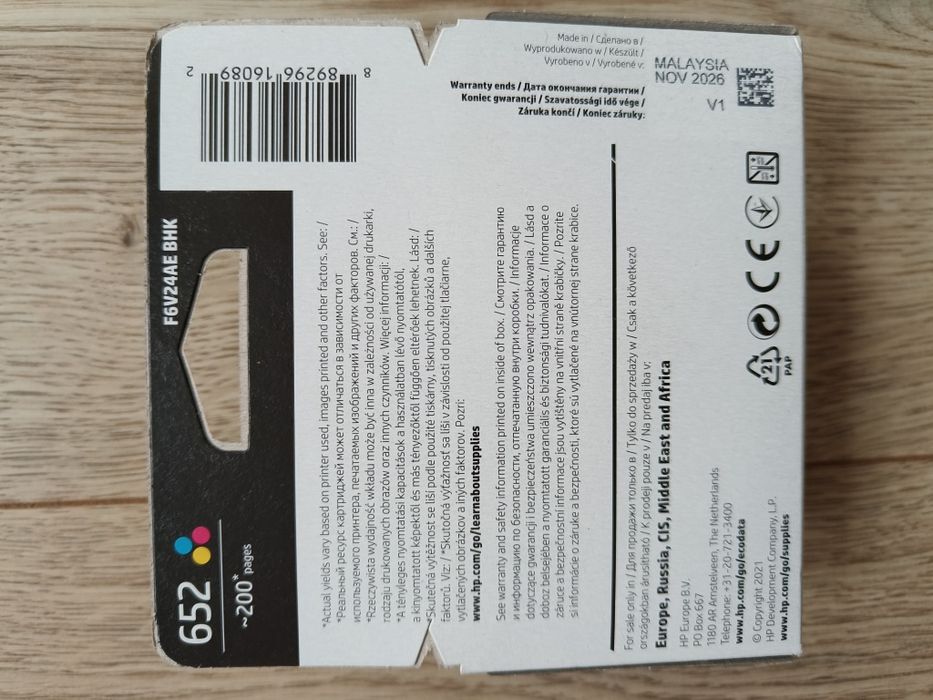 652
~200* pages
F6V24AE BHK
8 89296 16089 2
*Actual yields vary based on printer used, images printed and other factors. See: /
*Реальный ресурс картриджей может отличаться в зависимости от
используемого принтера, печатаемых изображений и других факторов. См.: /
*Rzeczywista wydajność wkładu może być inna w zależności od używanej drukarki,
rodzaju drukowanych obrazów oraz innych czynników. Więcej informacji: /
*A tényleges nyomtatási kapacitások a használatban lévő nyomtatótól,
a kinyomtatott képektől és más tényezőktől függően eltérőek lehetnek. Lásd: /
*Skutečná výtěžnost se liší podle použité tiskárny, tisknutých obrázků a dalších
faktorů. Viz: / *Skutočná výťažnosť sa líši v závislosti od použitej tlačiarne,
vytlačených obrázkov a iných faktorov. Pozri:
www.hp.com/go/learnaboutsupplies
See warranty and safety information printed on inside of box. / Смотрите гарантию
и информацию по безопасности, отпечатанную внутри коробки. / Informacje
dotyczące gwarancji i bezpieczeństwa umieszczono wewnątrz opakowania. / Lásd a
doboz belsejében a nyomtatott garanciális és biztonsági tudnivalókat. / Informace o
záruce a bezpečnostní informace jsou vytištěny na vnitřní straně krabičky. / Pozrite
si informácie o záruke a bezpečnosti, ktoré sú vytlačené na vnútornej strane krabice.
For sale only in / Для продажи только в / Tylko do sprzedaży w / Csak a következő
országokban árusítható / K prodeji pouze v / Na predaj iba v:
Europe, Russia, CIS, Middle East and Africa
HP Europe B.V.
PO Box 667
1180 AR Amstelveen, The Netherlands
Telephone: +31-20-721-3400
www.hp.com/go/ecodata
© Copyright 2021
HP Development Company, L.P.
www.hp.com/go/supplies
21
PAP
CE
Made in / Сделано в /
Wyprodukowano w / Készült /
Vyrobeno v / Vyrobené v:
MALAYSIA
Warranty ends / Дата окончания гарантии /
Koniec gwarancji / Szavatossági idő vége /
Záruka končí / Koniec záruky:
NOV 2026
V1